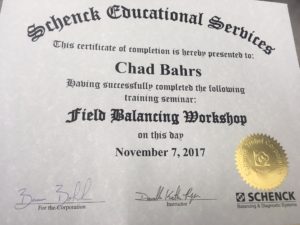 Schenck Educational Services
This certificate of completion is hereby presented to:
Chad Bahrs
Having successfully completed the following
training seminar:
Field Balancing Workshop
on this day
November 7, 2017
For the Corporation
Instructor
SCHENCK
Balancing & Diagnostic Systems